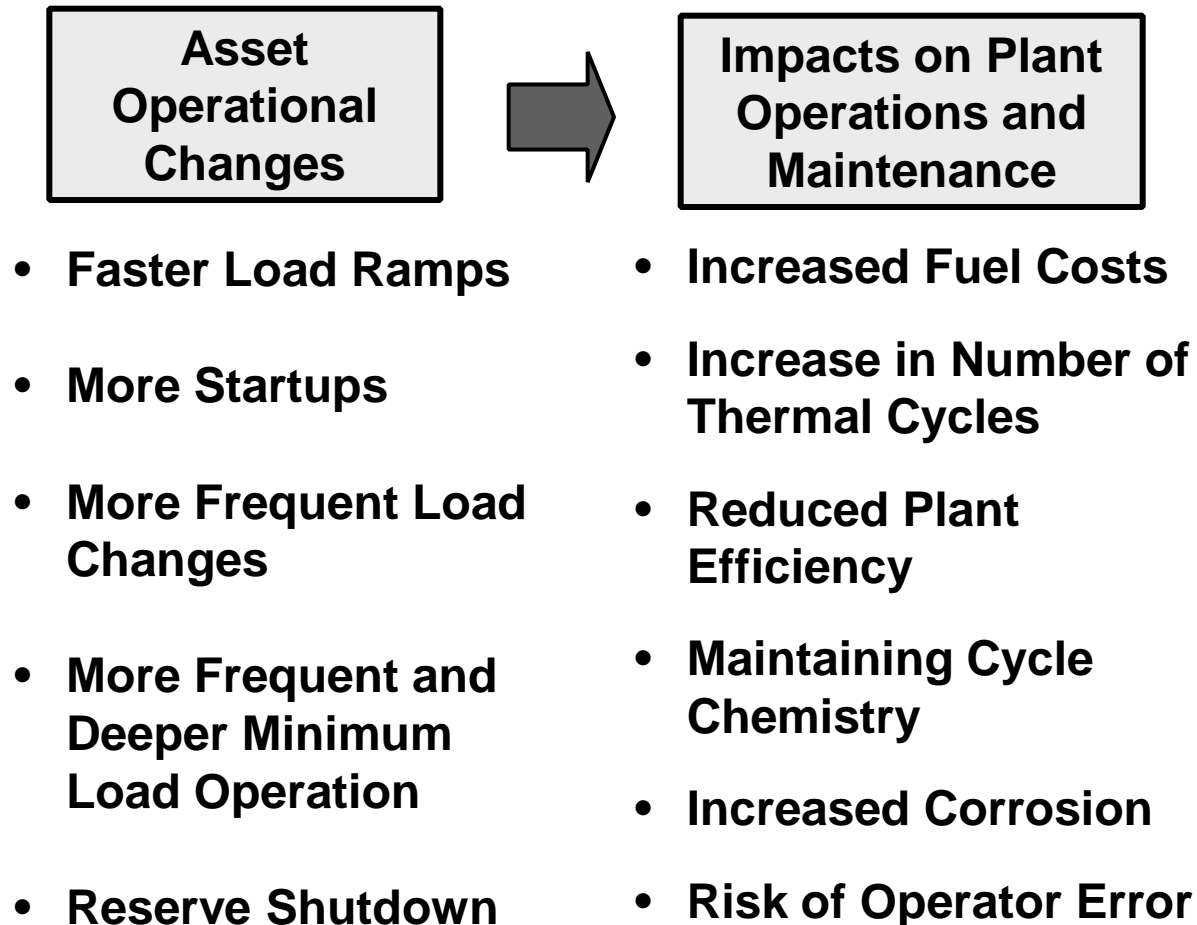 Asset
Operational
Changes
• Faster Load Ramps
• More Startups
• More Frequent Load
Changes
• More Frequent and
Deeper Minimum
Load Operation
• Reserve Shutdown
Impacts on Plant
Operations and
Maintenance
• Increased Fuel Costs
• Increase in Number of
Thermal Cycles
• Reduced Plant
Efficiency
• Maintaining Cycle
Chemistry
• Increased Corrosion
• Risk of Operator Error